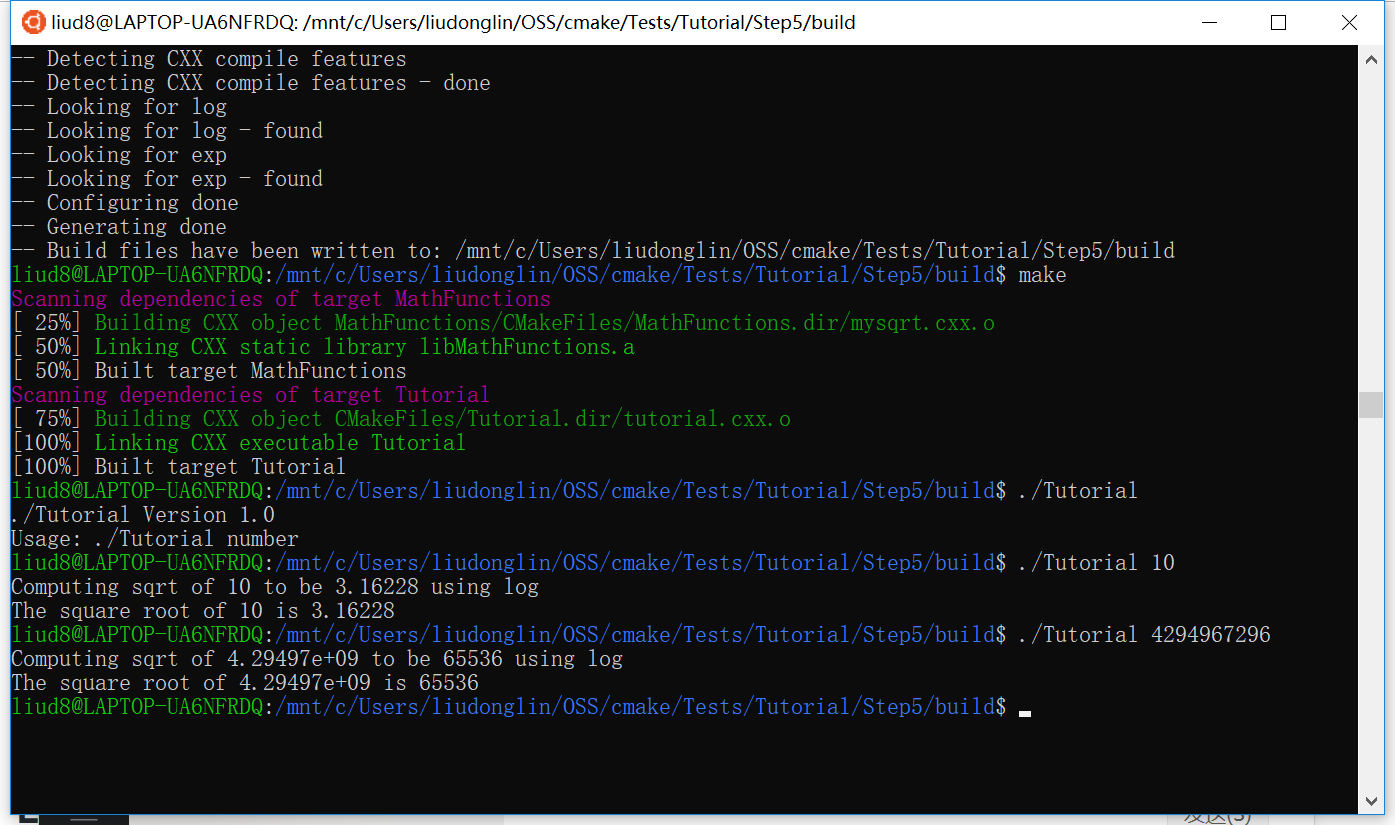 liud8@LAPTOP-UA6NFRDQ: /mnt/c/Users/liudonglin/OSS/cmake/Tests/Tutorial/Step5/build
-- Detecting CXX compile features
-- Detecting CXX compile features - done
-- Looking for log
-- Looking for log - found
-- Looking for exp
-- Looking for exp - found
-- Configuring done
-- Generating done
-- Build files have been written to: /mnt/c/Users/liudonglin/OSS/cmake/Tests/Tutorial/Step5/build
liud8@LAPTOP-UA6NFRDQ:/mnt/c/Users/liudonglin/OSS/cmake/Tests/Tutorial/Step5/build$ make
Scanning dependencies of target MathFunctions
[ 25%] Building CXX object MathFunctions/CMakeFiles/MathFunctions.dir/mysqrt.cxx.o
[ 50%] Linking CXX static library libMathFunctions.a
[ 50%] Built target MathFunctions
Scanning dependencies of target Tutorial
[ 75%] Building CXX object CMakeFiles/Tutorial.dir/tutorial.cxx.o
[100%] Linking CXX executable Tutorial
[100%] Built target Tutorial
liud8@LAPTOP-UA6NFRDQ:/mnt/c/Users/liudonglin/OSS/cmake/Tests/Tutorial/Step5/build$ ./Tutorial
./Tutorial Version 1.0
Usage: ./Tutorial number
liud8@LAPTOP-UA6NFRDQ:/mnt/c/Users/liudonglin/OSS/cmake/Tests/Tutorial/Step5/build$ ./Tutorial 10
Computing sqrt of 10 to be 3.16228 using log
The square root of 10 is 3.16228
liud8@LAPTOP-UA6NFRDQ:/mnt/c/Users/liudonglin/OSS/cmake/Tests/Tutorial/Step5/build$ ./Tutorial 4294967296
Computing sqrt of 4.29497e+09 to be 65536 using log
The square root of 4.29497e+09 is 65536
liud8@LAPTOP-UA6NFRDQ:/mnt/c/Users/liudonglin/OSS/cmake/Tests/Tutorial/Step5/build$
发送(S)